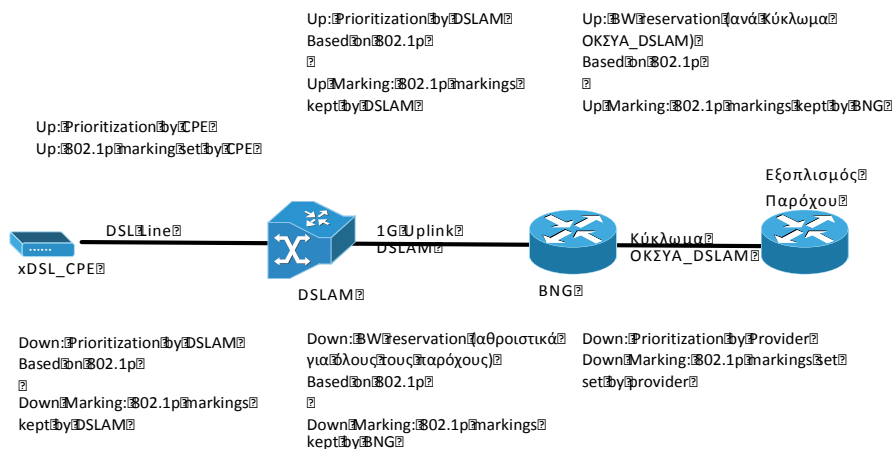 Up: Prioritization by DSLAM
Based on 802.1p
Up Marking: 802.1p markings
kept by DSLAM
Up: BW reservation (ανά Κύκλωμα
ΟΚΣΥΑ_DSLAM)
Based on 802.1p
Up Marking: 802.1p markings kept by BNG
Up: Prioritization by CPE
Up: 802.1p marking set by CPE
Εξοπλισμός
Παρόχου
DSL Line
1G Uplink
DSLAM
Κύκλωμα
ΟΚΣΥΑ_DSLAM
xDSL_CPE
DSLAM
BNG
Down: Prioritization by DSLAM
Based on 802.1p
Down Marking: 802.1p markings
kept by DSLAM
Down: BW reservation (αθροιστικά
για όλους τους παρόχους)
Based on 802.1p
Down Marking: 802.1p markings
kept by BNG
Down: Prioritization by Provider
Down Marking: 802.1p markings set
set by provider